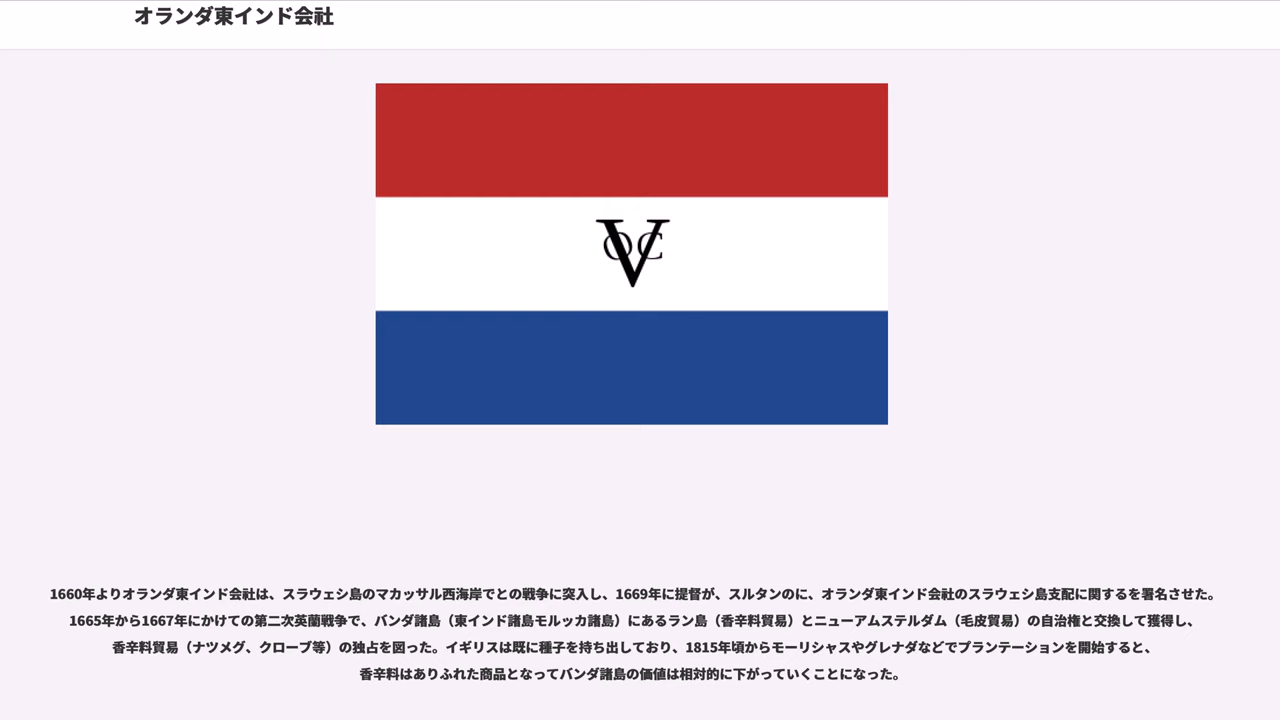 オランダ東インド会社
VOC
1660年よりオランダ東インド会社は、スラウェシ島のマカッサル西海岸でとの戦争に突入し、1669年に提督が、スルタンのに、オランダ東インド会社のスラウェシ島支配に関するを署名させた。
1665年から1667年にかけての第二次英蘭戦争で、バンダ諸島（東インド諸島モルッカ諸島）にあるラン島（香辛料貿易）とニューアムステルダム（毛皮貿易）の自治権と交換して獲得し、
香辛料貿易（ナツメグ、クローブ等）の独占を図った。イギリスは既に種子を持ち出しており、1815年頃からモーリシャスやグレナダなどでプランテーションを開始すると、
香辛料はありふれた商品となってバンダ諸島の価値は相対的に下がっていくことになった。